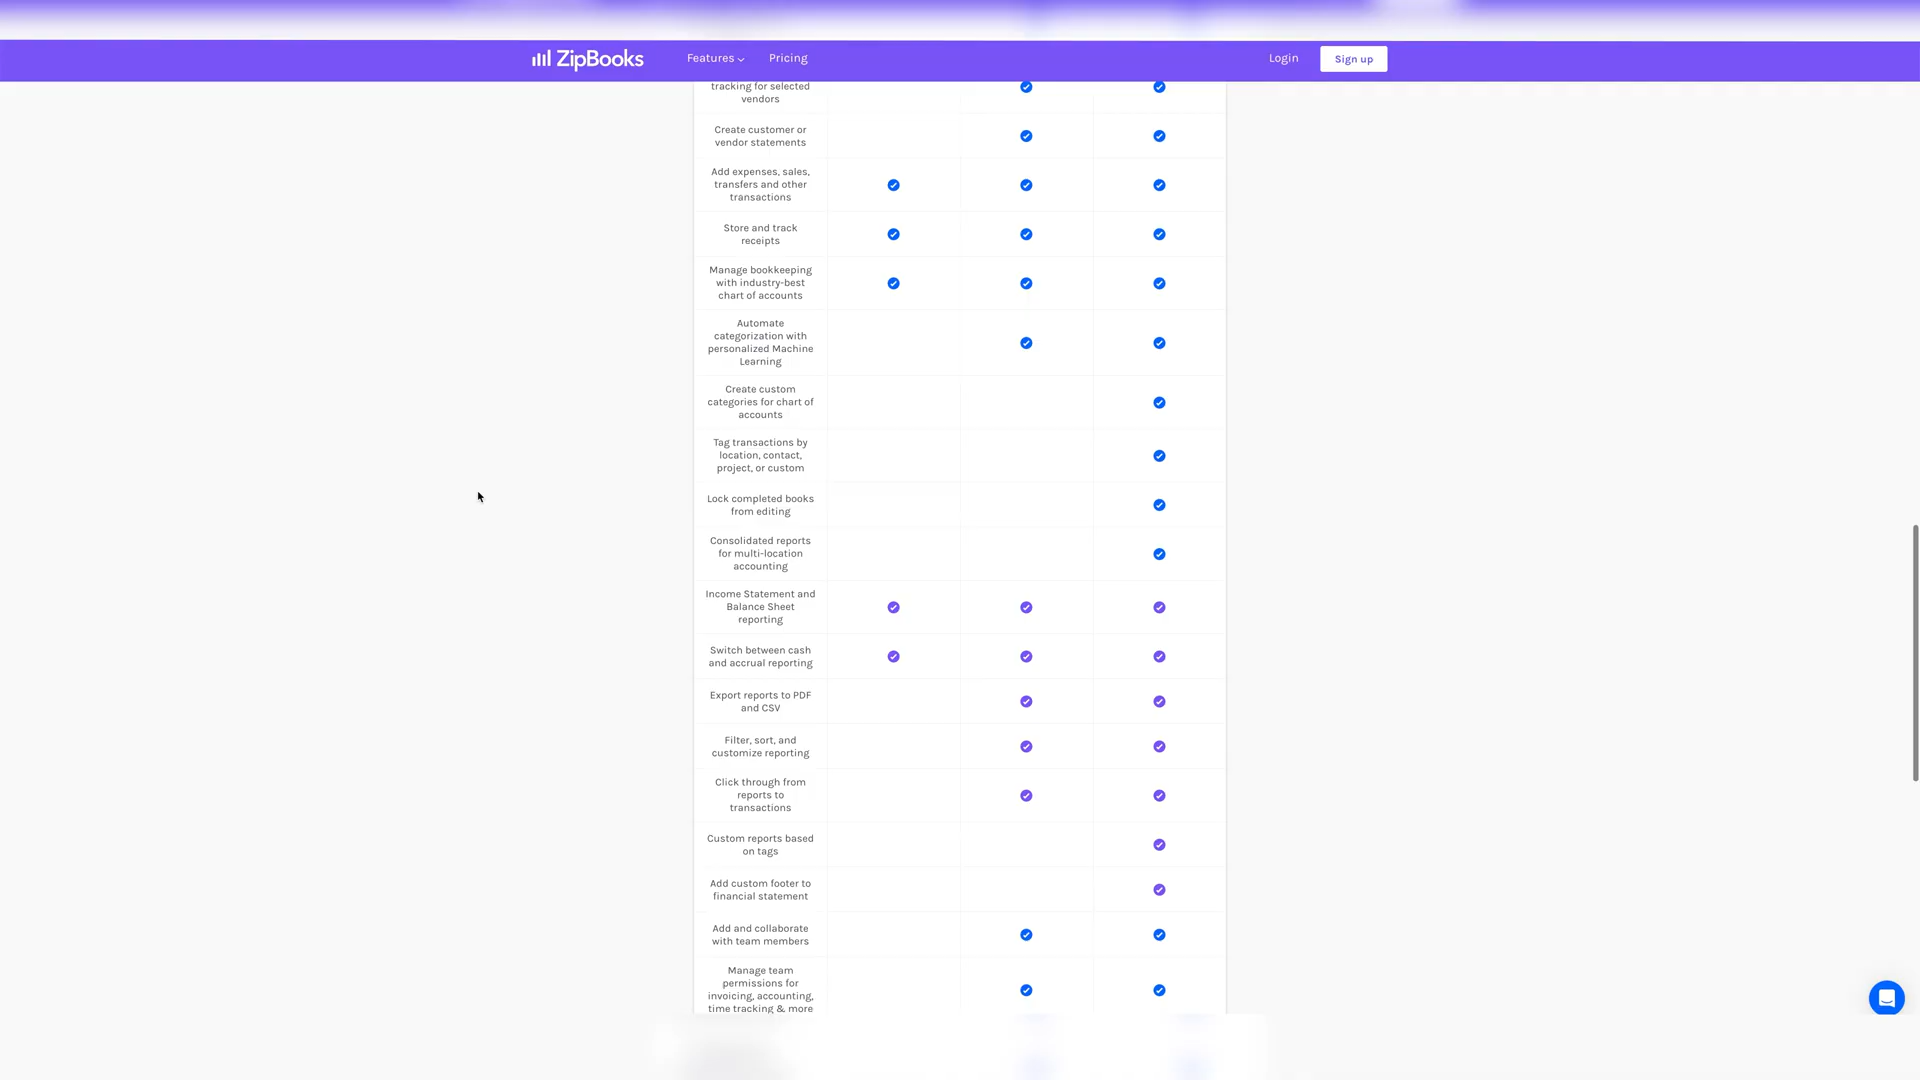 ZipBooks
Features
Pricing
Login
Sign up
tracking for selected
vendors
Create customer or
vendor statements
Add expenses, sales,
transfers and other
transactions
Store and track
receipts
Manage bookkeeping
with industry-best
chart of accounts
Automate
categorization with
personalized Machine
Learning
Create custom
categories for chart of
accounts
Tag transactions by
location, contact,
project, or custom
Lock completed books
from editing
Consolidated reports
for multi-location
accounting
Income Statement and
Balance Sheet
reporting
Switch between cash
and accrual reporting
Export reports to PDF
and CSV
Filter, sort, and
customize reporting
Click through from
reports to
transactions
Custom reports based
on tags
Add custom footer to
financial statement
Add and collaborate
with team members
Manage team
permissions for
invoicing, accounting,
time tracking & more